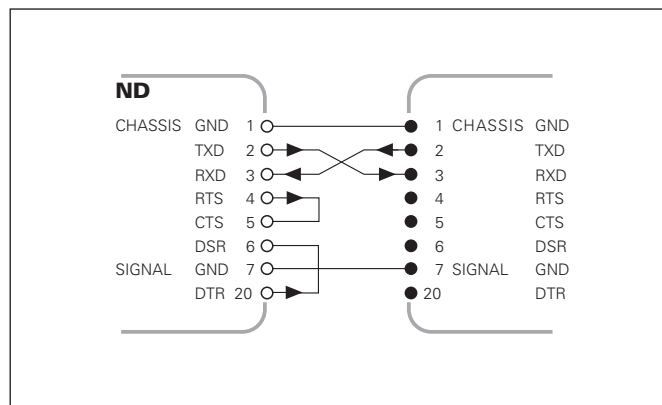 ND
CHASSIS GND 1 1 CHASSIS GND
TXD 2 2 TXD
RXD 3 3 RXD
RTS 4 4 RTS
CTS 5 5 CTS
DSR 6 6 DSR
SIGNAL GND 7 7 SIGNAL GND
DTR 20 20 DTR